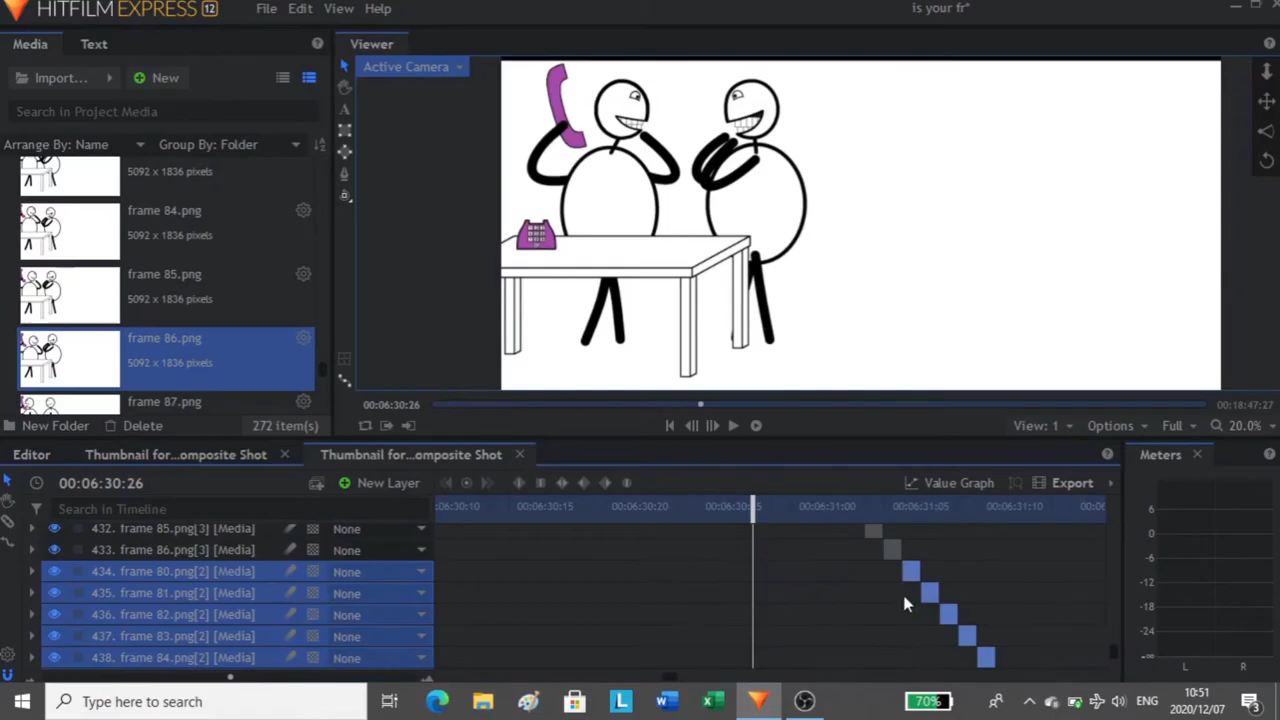 HITFILM EXPRESS 12
File Edit View Help
is your fr*
Media Text
Viewer
Import... New
Active Camera
Search in Project Media
Arrange By: Name Group By: Folder
5092 x 1836 pixels
frame 84.png
5092 x 1836 pixels
frame 85.png
5092 x 1836 pixels
frame 86.png
5092 x 1836 pixels
frame 87.png
00:06:30:26
00:18:47:27
New Folder Delete 272 item(s)
View: 1 Options Full 20.0%
Editor Thumbnail for...omposite Shot Thumbnail for...omposite Shot
Meters
00:06:30:26
New Layer
Value Graph Export
Search in Timeline
:06:30:10 00:06:30:15 00:06:30:20 00:06:31:00 00:06:31:05 00:06:31:10
432. frame 85.png[3] [Media] None
433. frame 86.png[3] [Media] None
434. frame 80.png[2] [Media] None
435. frame 81.png[2] [Media] None
436. frame 82.png[2] [Media] None
437. frame 83.png[2] [Media] None
438. frame 84.png[2] [Media] None
6
0
-6
-12
-18
-24
-∞
L R
Type here to search
70%
ENG
10:51
2020/12/07
3